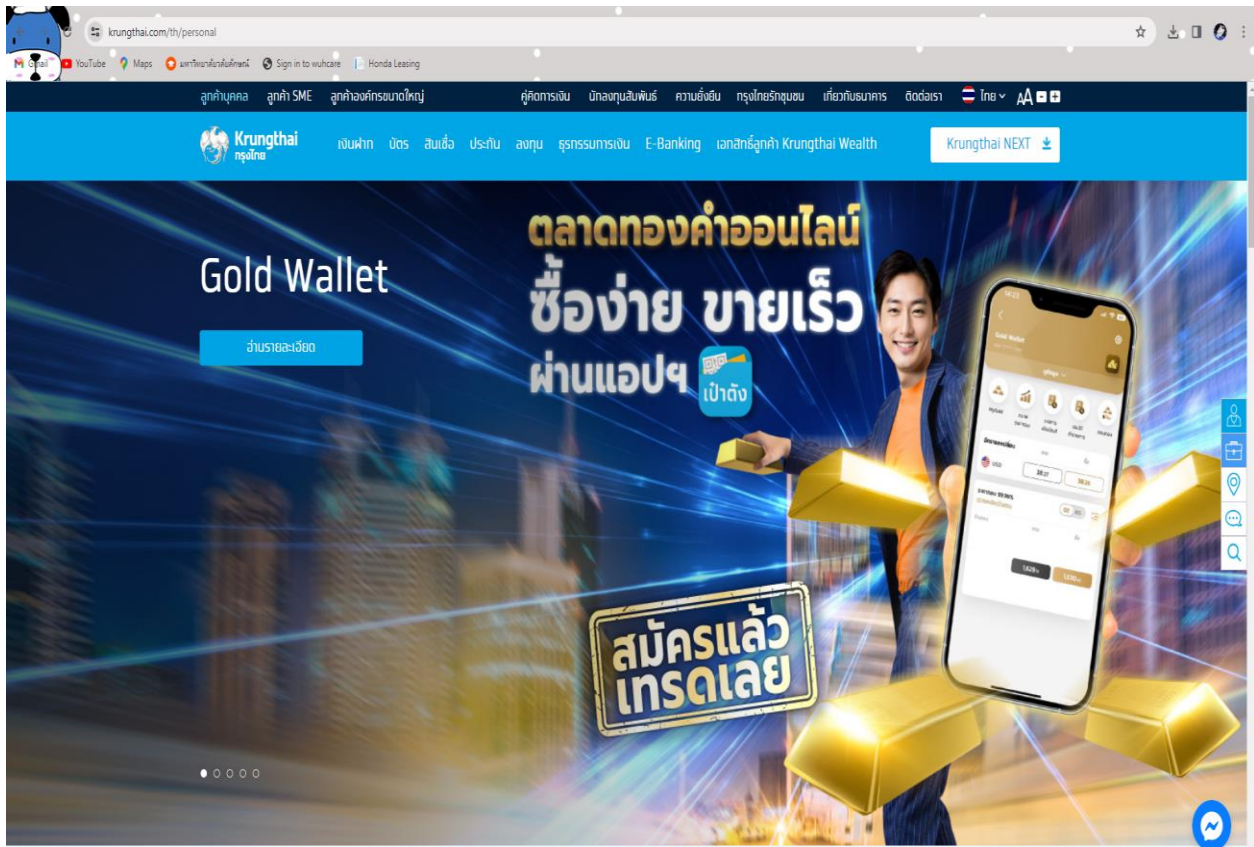 krungthai.com/th/personal
Gmail YouTube Maps Sign in to wuhcare Honda Leasing
ลูกค้าบุคคล ลูกค้า SME ลูกค้าองค์กรขนาดใหญ่ คู่คิดการเงิน นักลงทุนสัมพันธ์ ความยั่งยืน กรุงไทยรักชุมชน เกี่ยวกับธนาคาร ติดต่อเรา ไทย AA
Krungthai
กรุงไทย
เงินฝาก บัตร สินเชื่อ ประกัน ลงทุน ธุรกรรมการเงิน E-Banking เอกสิทธิ์ลูกค้า Krungthai Wealth Krungthai NEXT
Gold Wallet
อ่านรายละเอียด
ตลาดทองคำออนไลน์
ซื้อง่าย ขายเร็ว
ผ่านแอปฯ เป๋าตัง
14:22
Gold Wallet
USD
สมัครแล้ว
เทรดเลย